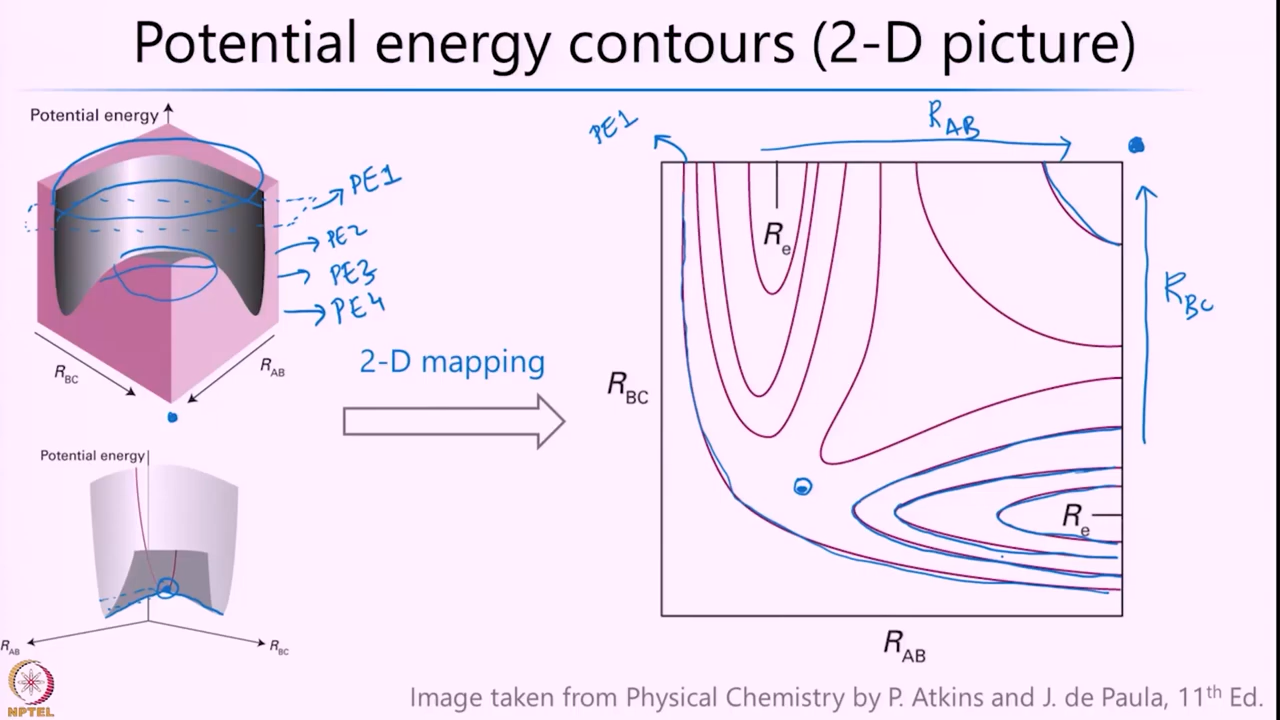 Potential energy contours (2-D picture)
Potential energy
PE1
PE2
PE3
PE4
R_BC
R_AB
2-D mapping
Potential energy
R_AB
R_BC
PE1
R_AB
R_e
R_BC
R_BC
R_e
R_AB
Image taken from Physical Chemistry by P. Atkins and J. de Paula, 11th Ed.
NPTEL